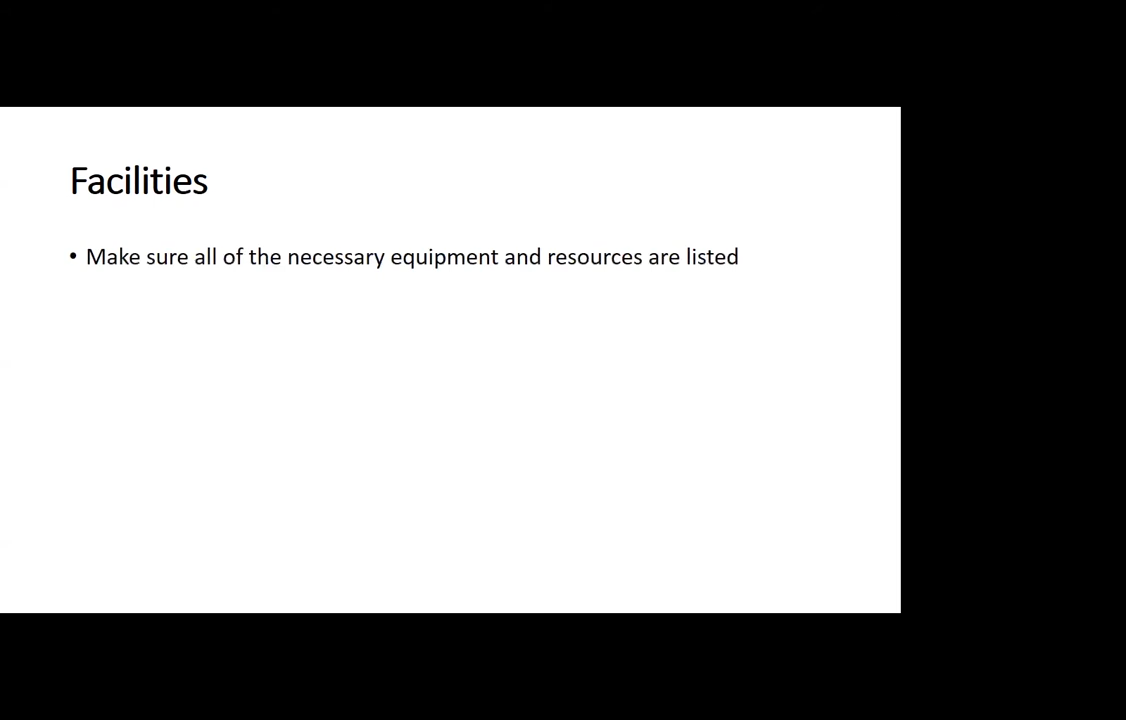 Facilities
• Make sure all of the necessary equipment and resources are listed